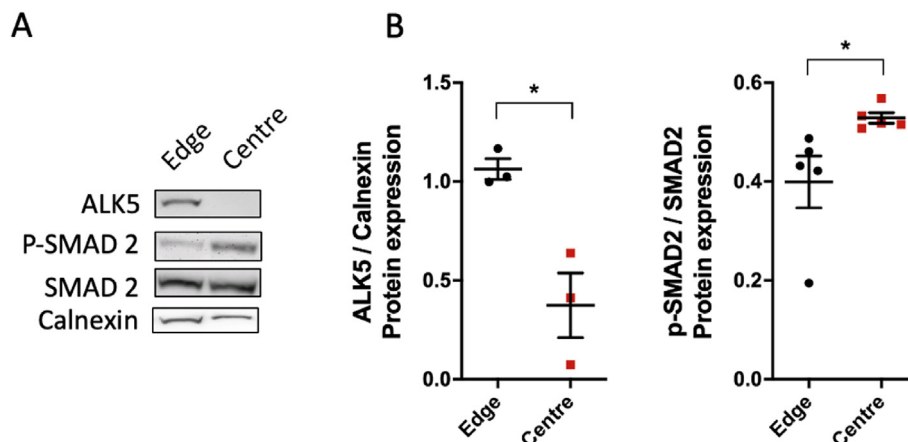 A
Edge
Centre
ALK5
P-SMAD 2
SMAD 2
Calnexin
B
ALK5 / Calnexin
Protein expression
1.5
1.0
0.5
0.0
*
Edge
Centre
p-SMAD2 / SMAD2
Protein expression
0.6
0.4
0.2
0.0
*
Edge
Centre